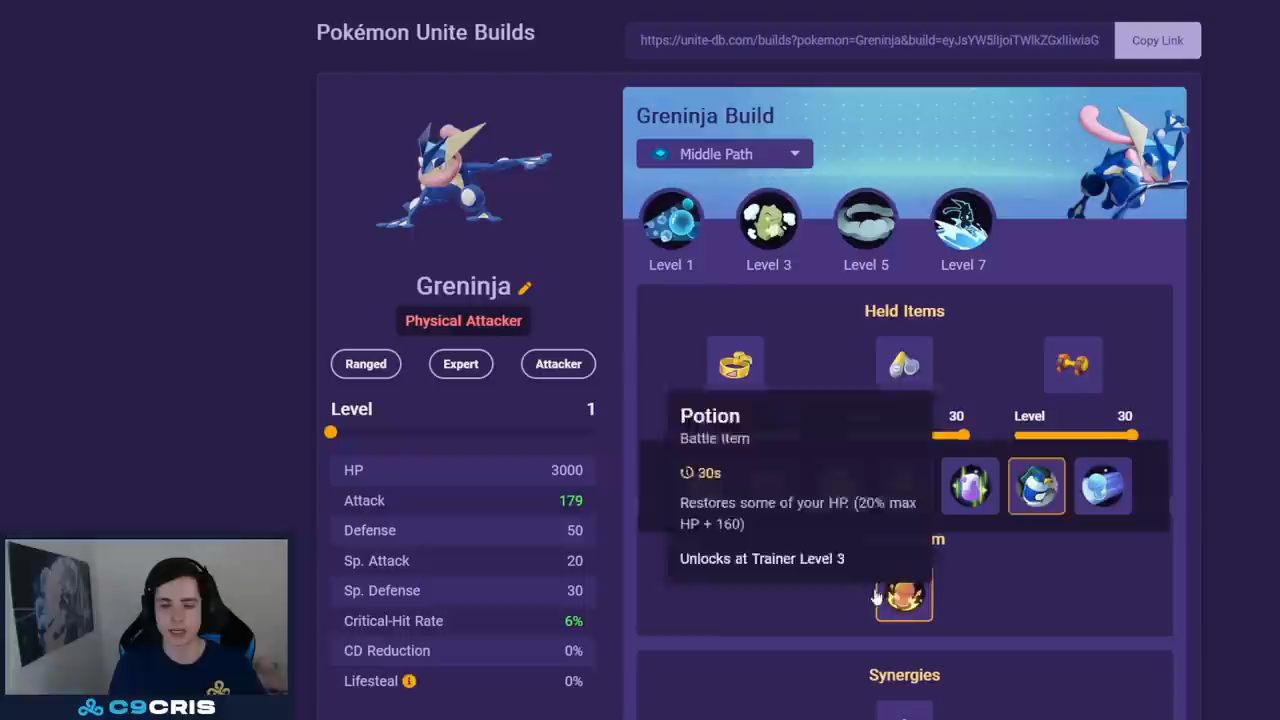 Pokémon Unite Builds
https://unite-db.com/builds?pokemon=Greninja&build=eyJsYW5lIjoiTWlkZGxlIiwiaG
Copy Link
Greninja
Physical Attacker
Ranged
Expert
Attacker
Level 1
HP 3000
Attack 179
Defense 50
Sp. Attack 20
Sp. Defense 30
Critical-Hit Rate 6%
CD Reduction 0%
Lifesteal 0%
Greninja Build
Middle Path
Level 1
Level 3
Level 5
Level 7
Held Items
30
Level 30
Potion
Battle Item
30s
Restores some of your HP. (20% max
HP + 160)
Unlocks at Trainer Level 3
m
Synergies
C9CRIS